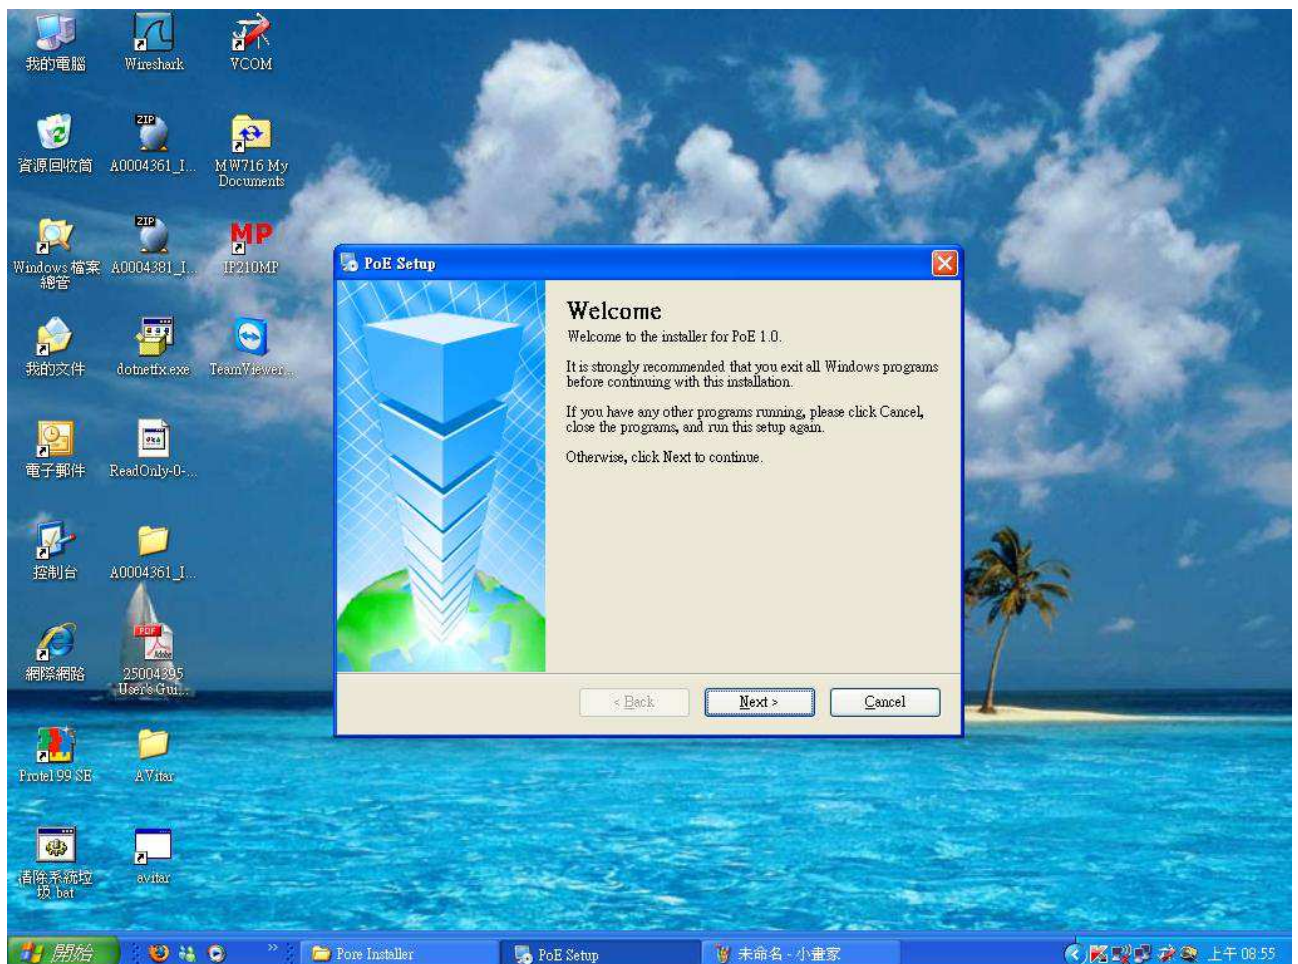 我的電腦
Wireshark
VCOM
ZIP
資源回收筒
A0004361_I...
MW716 My
Documents
ZIP
MP
Windows 檔案
總管
A0004381_I...
IP210MP
我的文件
dotnetfx.exe
TeamViewer...
電子郵件
ReadOnly-0-...
控制台
A0004361_I...
網際網路
PDF
Adobe
25004395
User's Gui...
Protel 99 SE
AVitar
清除系統垃
圾 bat
avitar
PoE Setup
Welcome
Welcome to the installer for PoE 1.0.
It is strongly recommended that you exit all Windows programs
before continuing with this installation.
If you have any other programs running, please click Cancel,
close the programs, and run this setup again.
Otherwise, click Next to continue.
< Back
Next >
Cancel
開始
»
Pore Installer
PoE Setup
未命名 - 小畫家
上午 08:55